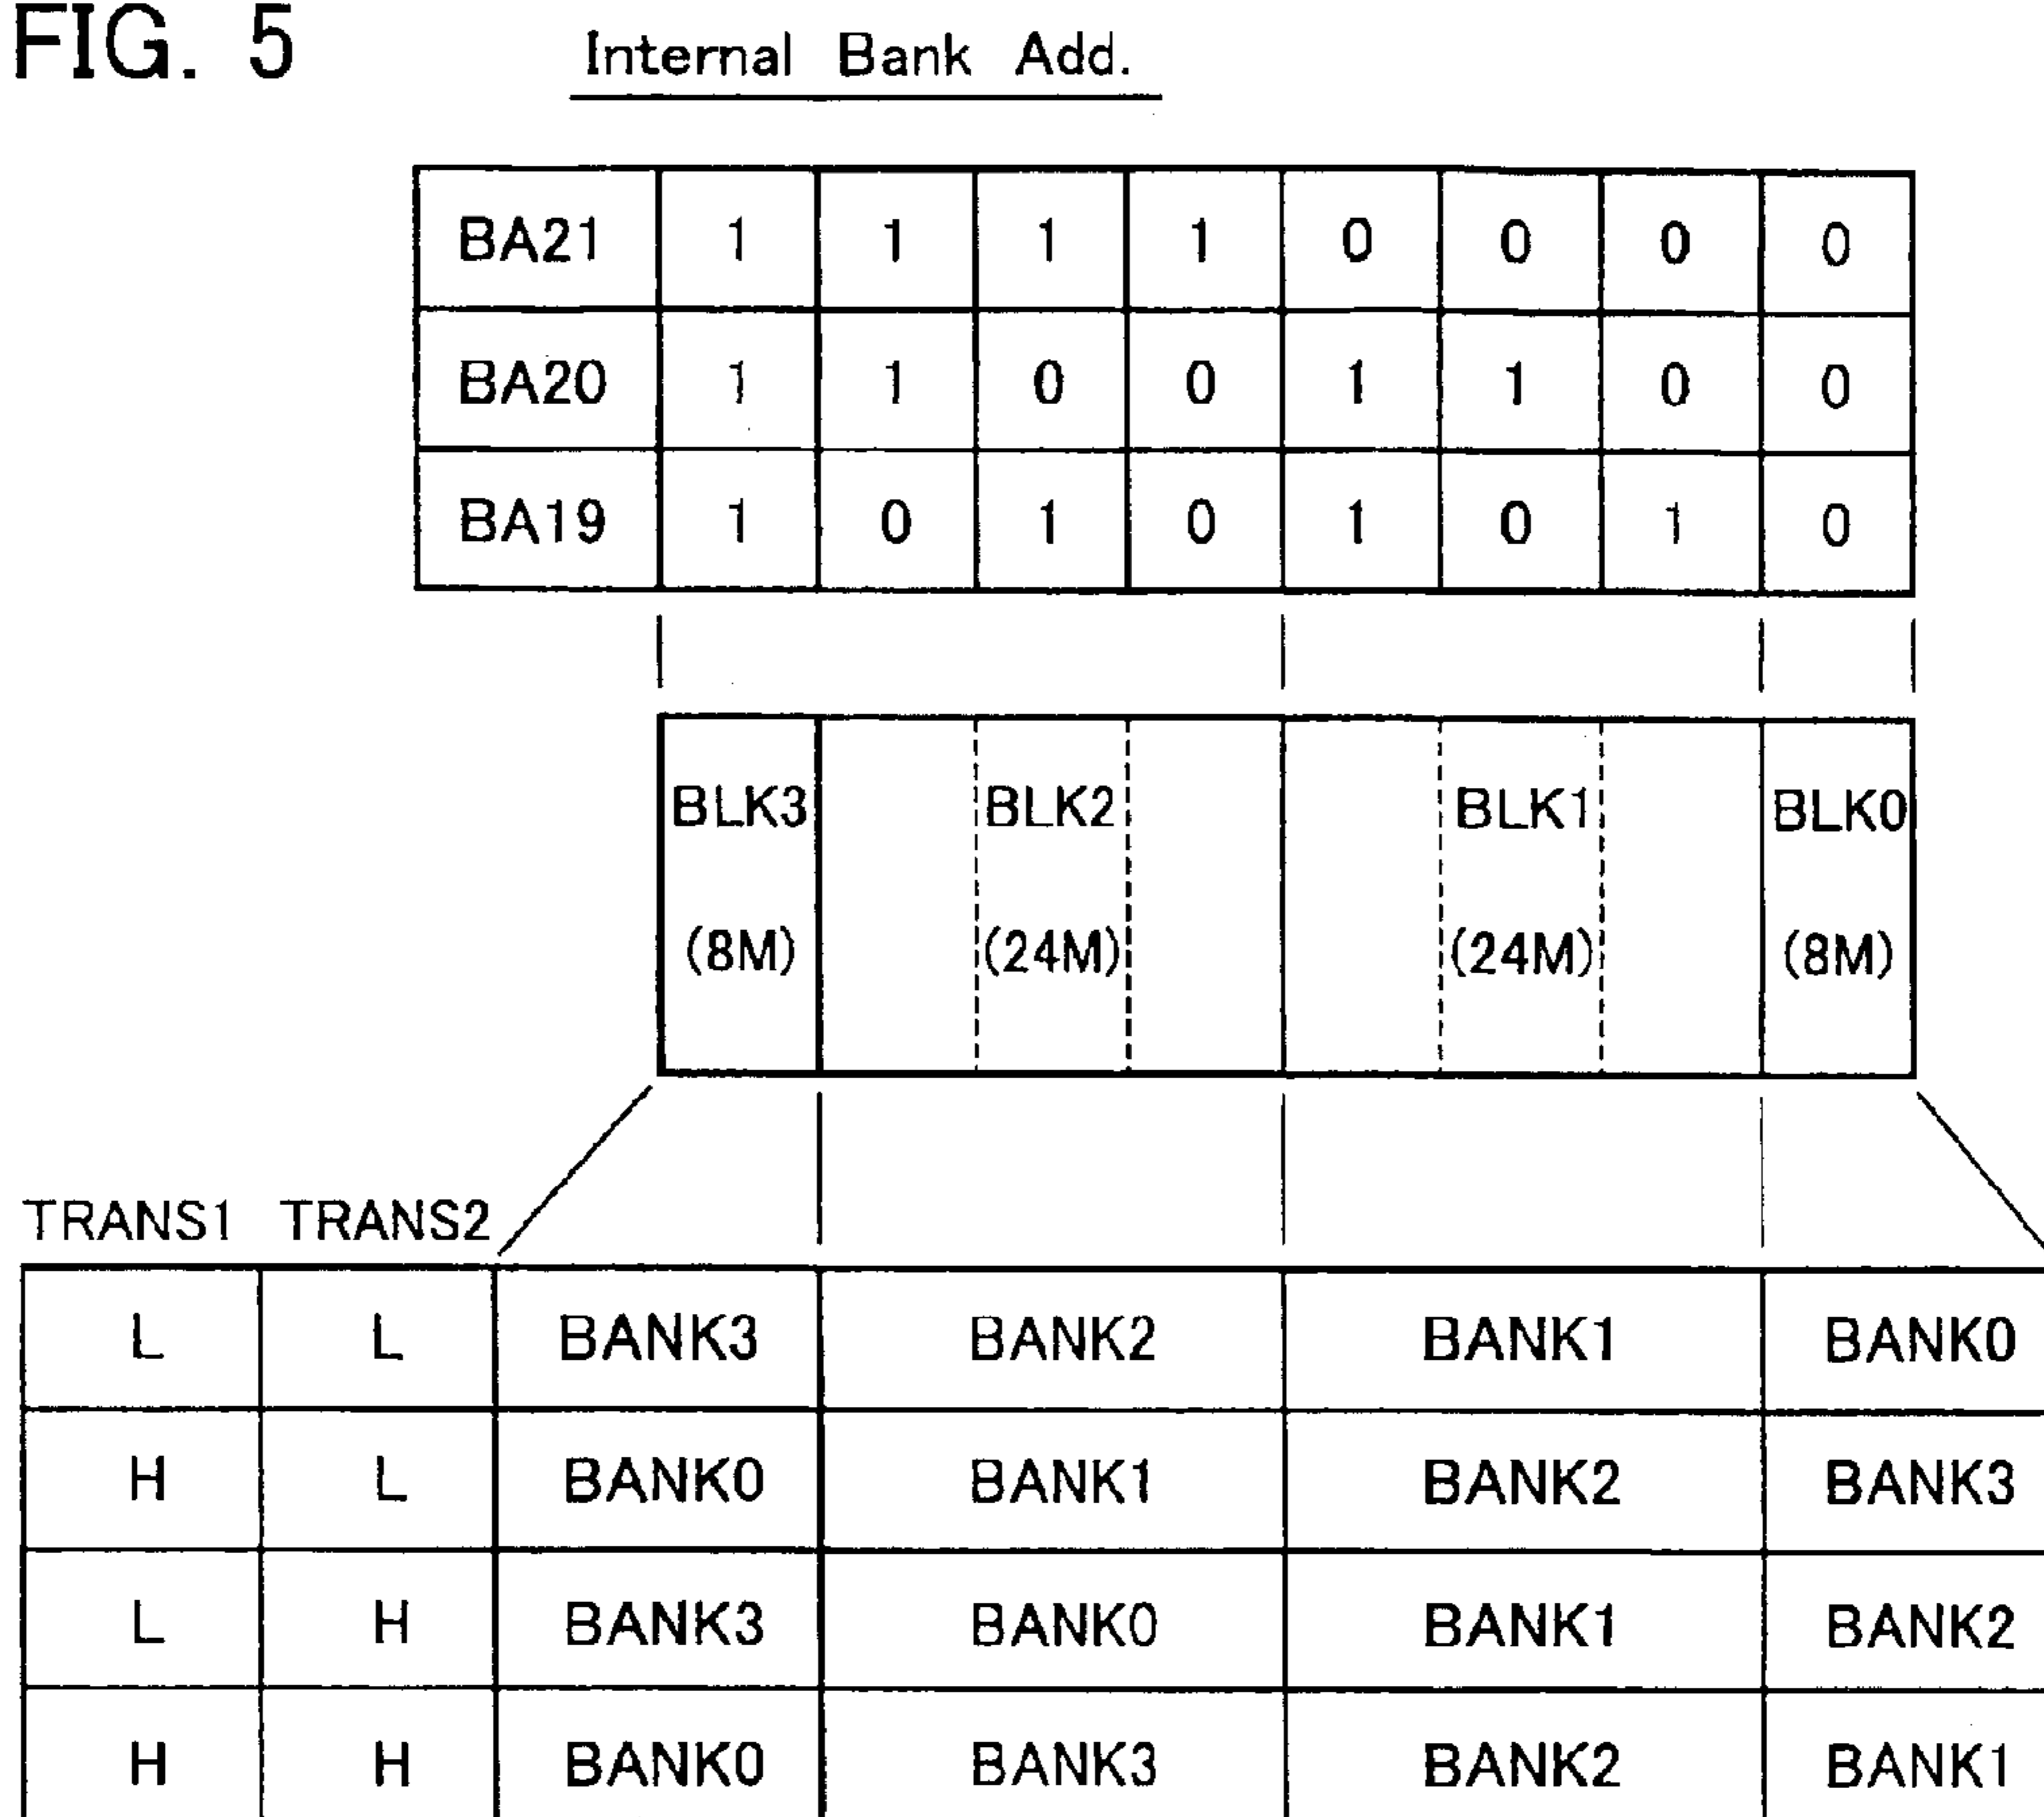 FIG. 5
Internal Bank Add.
BA21 1 1 1 1 0 0 0 0
BA20 1 1 0 0 1 1 0 0
BA19 1 0 1 0 1 0 1 0
BLK3 BLK2 BLK1 BLK0
(8M) (24M) (24M) (8M)
TRANS1 TRANS2
L L BANK3 BANK2 BANK1 BANK0
H L BANK0 BANK1 BANK2 BANK3
L H BANK3 BANK0 BANK1 BANK2
H H BANK0 BANK3 BANK2 BANK1